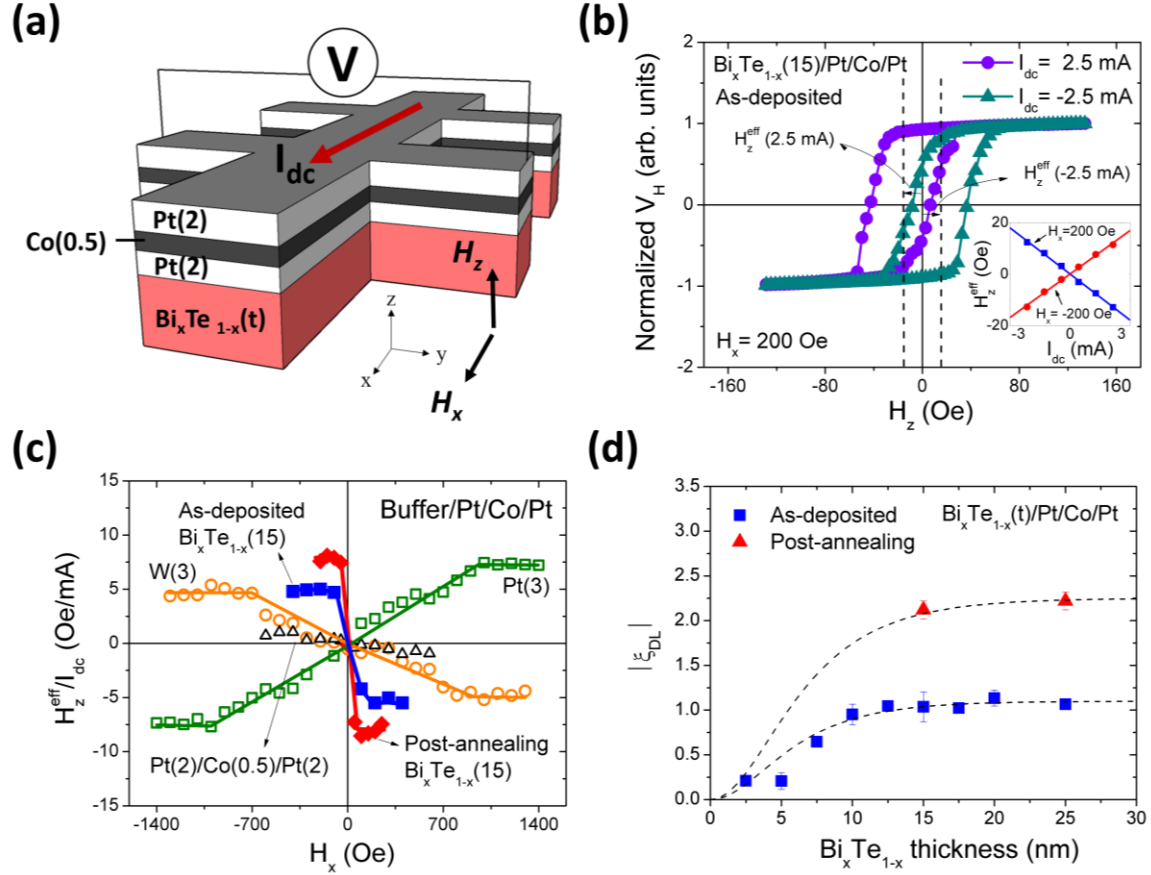 (a)
V
I_dc
Pt(2)
Co(0.5)
Pt(2)
Bi_xTe_1-x(t)
H_z
H_x
z
y
x
(b)
Normalized V_H (arb. units)
2
1
0
-1
-2
Bi_xTe_1-x(15)/Pt/Co/Pt
As-deposited
I_dc= 2.5 mA
I_dc= -2.5 mA
H_z^eff (2.5 mA)
H_z^eff (-2.5 mA)
H_x= 200 Oe
-160 -80 0 80 160
H_z (Oe)
H_z^eff (Oe)
20
0
-20
H_x=200 Oe
H_x= -200 Oe
-3 0 3
I_dc (mA)
(c)
H_z^eff/I_dc (Oe/mA)
15
10
5
0
-5
-10
-15
As-deposited
Bi_xTe_1-x(15)
Buffer/Pt/Co/Pt
W(3)
Pt(3)
Pt(2)/Co(0.5)/Pt(2)
Post-annealing
Bi_xTe_1-x(15)
-1400 -700 0 700 1400
H_x (Oe)
(d)
|ξ_DL|
3.5
3.0
2.5
2.0
1.5
1.0
0.5
0.0
As-deposited
Post-annealing
Bi_xTe_1-x(t)/Pt/Co/Pt
0 5 10 15 20 25 30
Bi_xTe_1-x thickness (nm)